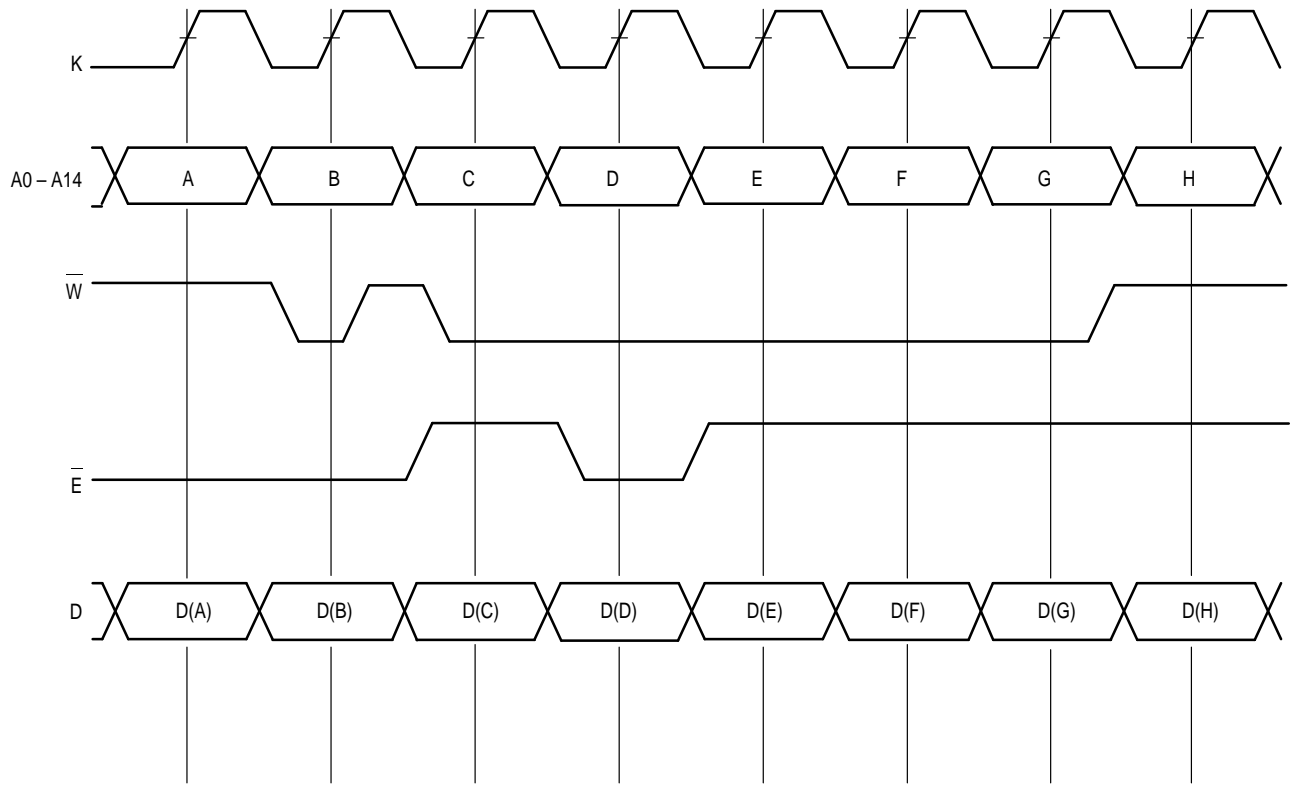 K
A0 – A14 A B C D E F G H
W̅
E̅
D D(A) D(B) D(C) D(D) D(E) D(F) D(G) D(H)